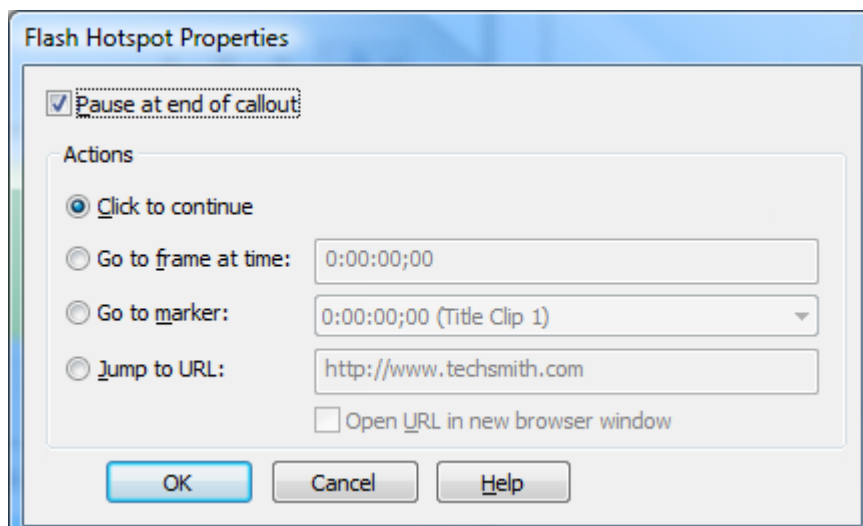 Flash Hotspot Properties
Pause at end of callout
Actions
Click to continue
Go to frame at time: 0:00:00;00
Go to marker: 0:00:00;00 (Title Clip 1)
Jump to URL: http://www.techsmith.com
Open URL in new browser window
OK Cancel Help